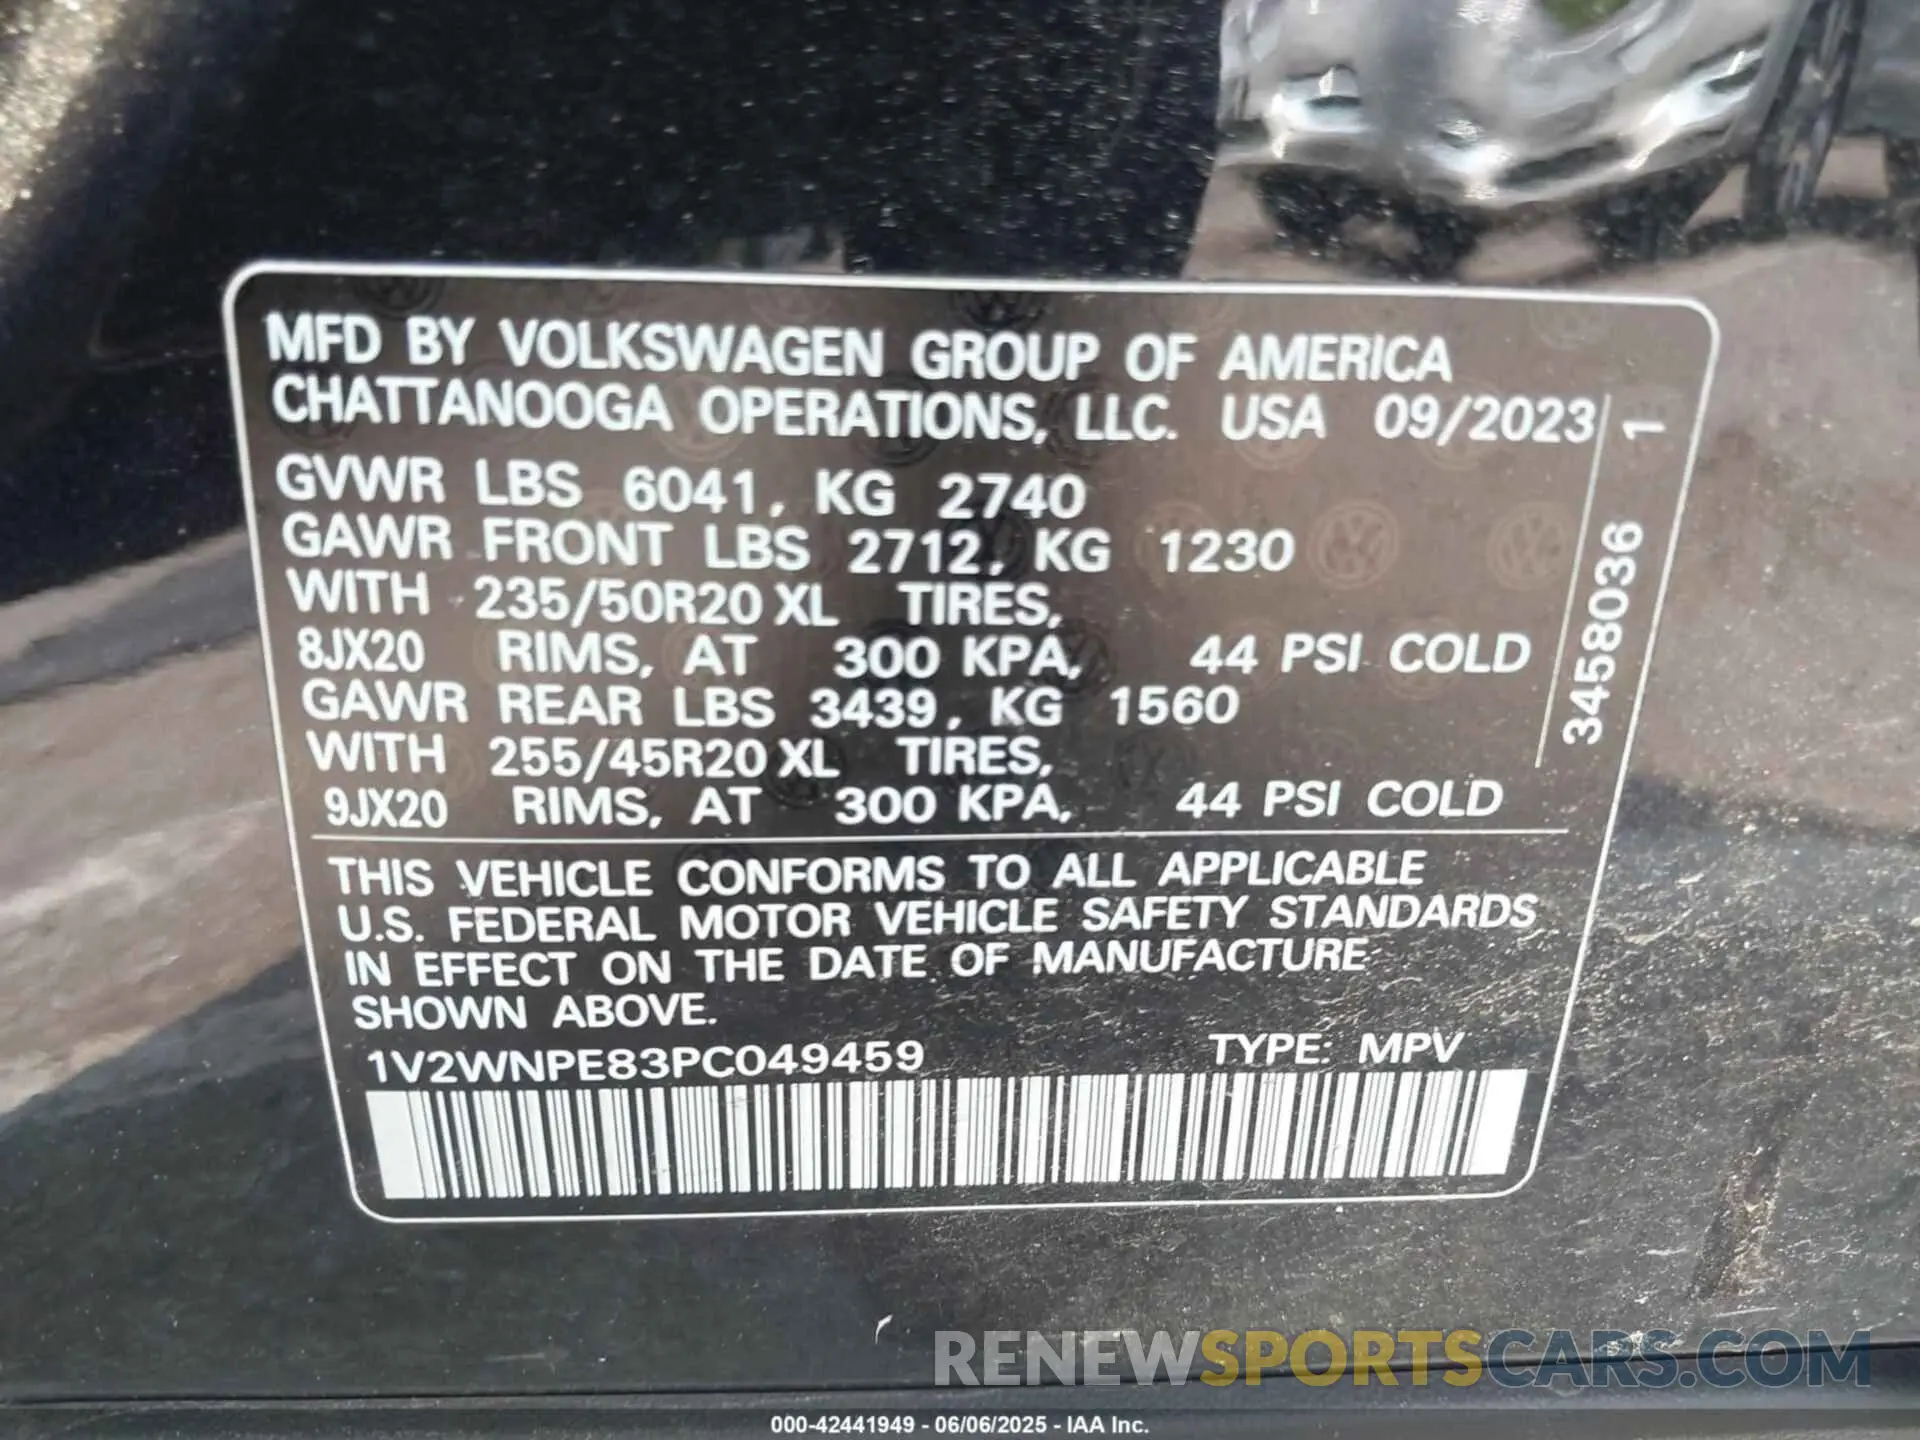 MFD BY VOLKSWAGEN GROUP OF AMERICA
CHATTANOOGA OPERATIONS, LLC. USA 09/2023
GVWR LBS 6041, KG 2740
GAWR FRONT LBS 2712, KG 1230
WITH 235/50R20 XL TIRES,
8JX20 RIMS, AT 300 KPA, 44 PSI COLD
GAWR REAR LBS 3439, KG 1560
WITH 255/45R20 XL TIRES,
9JX20 RIMS, AT 300 KPA, 44 PSI COLD
3458036 1
THIS VEHICLE CONFORMS TO ALL APPLICABLE
U.S. FEDERAL MOTOR VEHICLE SAFETY STANDARDS
IN EFFECT ON THE DATE OF MANUFACTURE
SHOWN ABOVE.
1V2WNPE83PC049459 TYPE: MPV
RENEWSPORTSCARS.COM
000-42441949 - 06/06/2025 - IAA Inc.